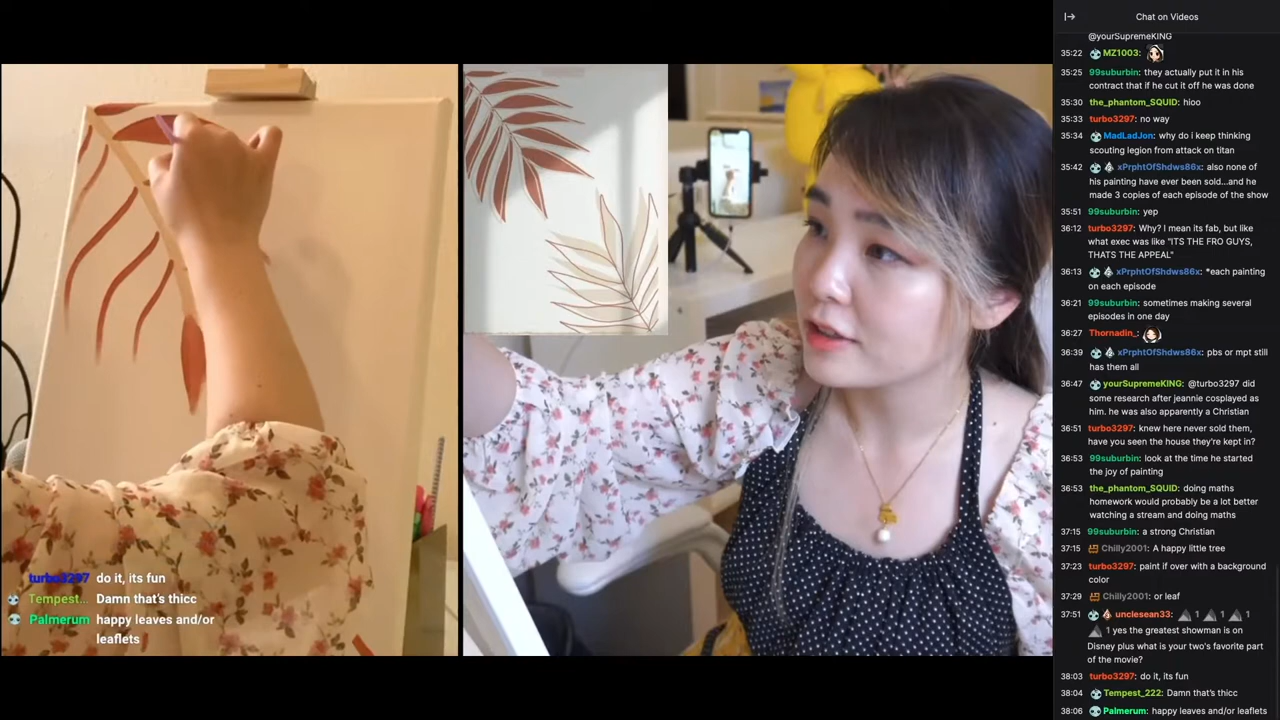 Chat on Videos
@yourSupremeKING
35:22 MZ1003:
35:25 99suburbin: they actually put it in his
contract that if he cut it off he was done
35:30 the_phantom_SQUID: hioo
35:33 turbo3297: no way
35:34 MadLadJon: why do i keep thinking
scouting legion from attack on titan
35:42 xPrphtOfShdws86x: also none of
his painting have ever been sold...and he
made 3 copies of each episode of the show
35:51 99suburbin: yep
36:12 turbo3297: Why? I mean its fab, but like
what exec was like "ITS THE FRO GUYS,
THATS THE APPEAL"
36:13 xPrphtOfShdws86x: *each painting
on each episode
36:21 99suburbin: sometimes making several
episodes in one day
36:27 Thornadin_:
36:39 xPrphtOfShdws86x: pbs or mpt still
has them all
36:47 yourSupremeKING: @turbo3297 did
some research after jeannie cosplayed as
him. he was also apparently a Christian
36:51 turbo3297: knew here never sold them,
have you seen the house they're kept in?
36:53 99suburbin: look at the time he started
the joy of painting
36:53 the_phantom_SQUID: doing maths
homework would probably be a lot better
watching a stream and doing maths
37:15 99suburbin: a strong Christian
37:15 Chilly2001: A happy little tree
37:23 turbo3297: paint if over with a background
color
37:29 Chilly2001: or leaf
37:51 unclesean33: 1 1 1
1 yes the greatest showman is on
Disney plus what is your two's favorite part
of the movie?
38:03 turbo3297: do it, its fun
38:04 Tempest_222: Damn that's thicc
38:06 Palmerum: happy leaves and/or leaflets
turbo3297 do it, its fun
Tempest... Damn that's thicc
Palmerum happy leaves and/or
leaflets